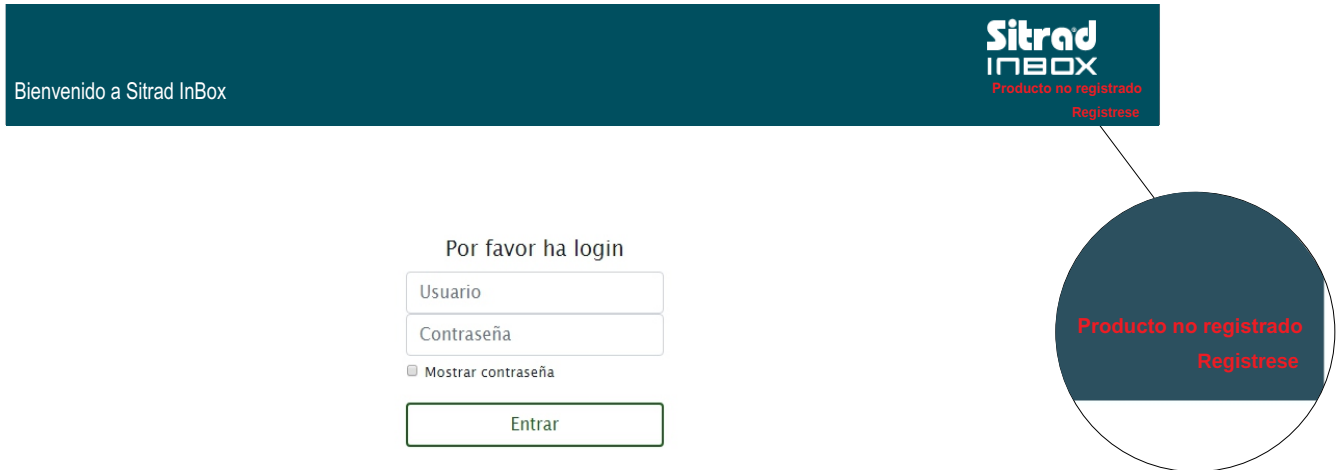 Sitrad
INBOX
Bienvenido a Sitrad InBox
Producto no registrado
Registrese
Por favor ha login
Usuario
Contraseña
Mostrar contraseña
Entrar
Producto no registrado
Registrese